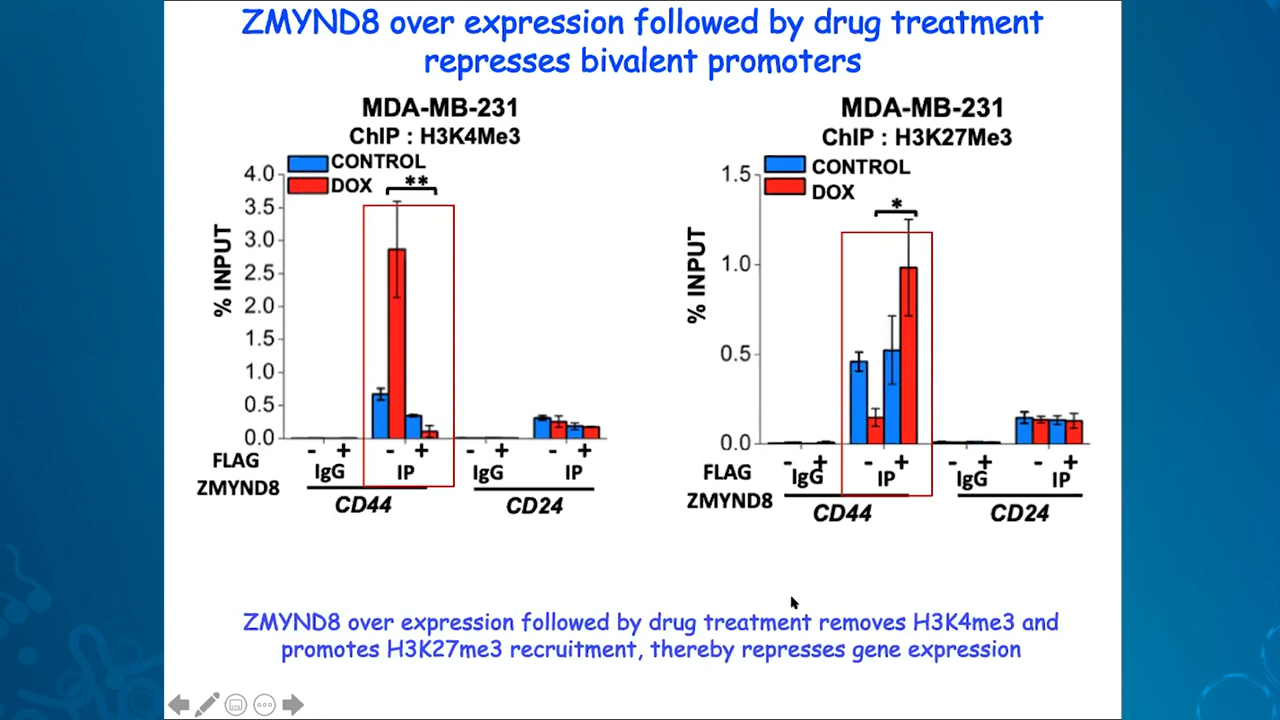 ZMYND8 over expression followed by drug treatment
represses bivalent promoters
MDA-MB-231
ChIP : H3K4Me3
CONTROL
DOX
**
4.0
3.5
3.0
2.5
2.0
1.5
1.0
0.5
0.0
% INPUT
- + - + - + - +
FLAG
ZMYND8
IgG IP IgG IP
CD44 CD24
MDA-MB-231
ChIP : H3K27Me3
CONTROL
DOX
*
1.5
1.0
0.5
0.0
% INPUT
- + - + - + - +
FLAG
ZMYND8
IgG IP IgG IP
CD44 CD24
ZMYND8 over expression followed by drug treatment removes H3K4me3 and
promotes H3K27me3 recruitment, thereby represses gene expression